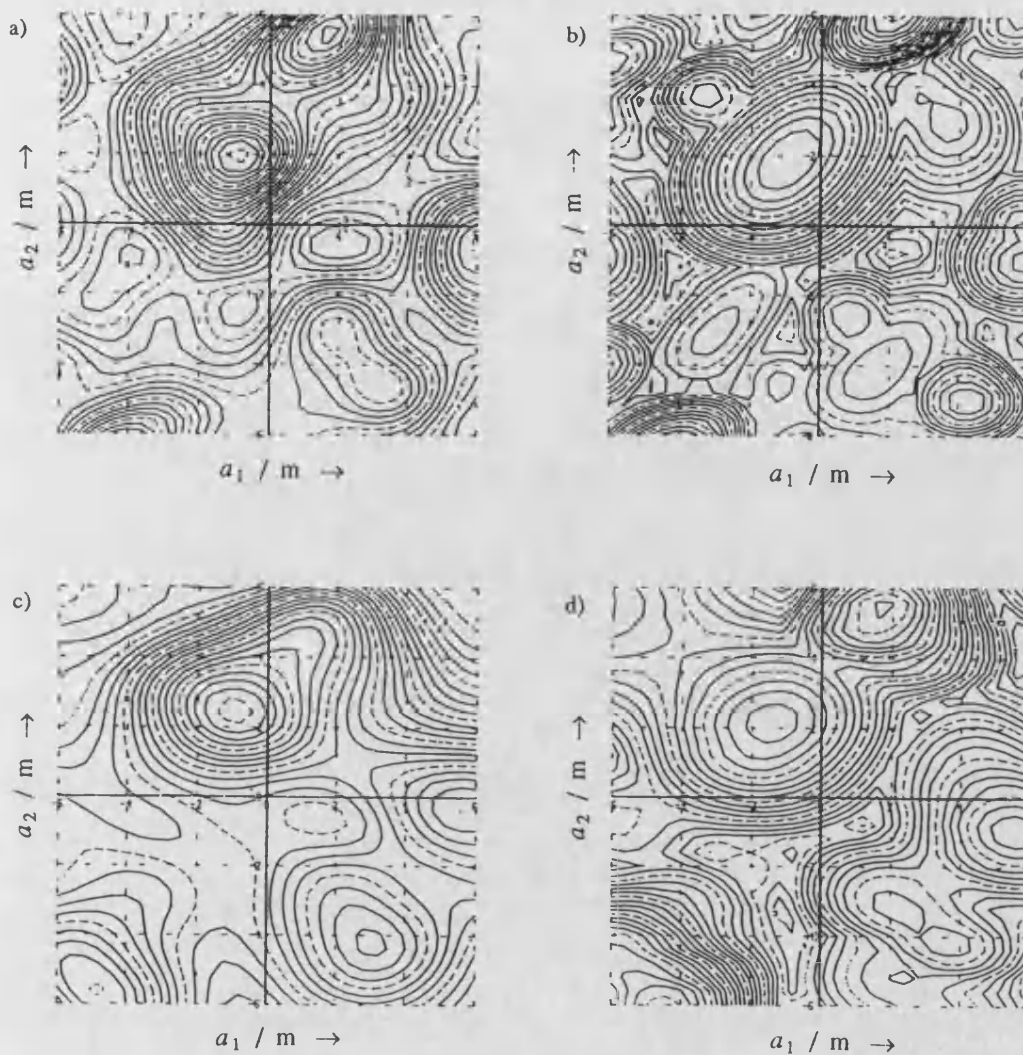 a)
b)
a₂ / m →
a₂ / m →
a₁ / m →
a₁ / m →
c)
d)
a₂ / m →
a₂ / m →
a₁ / m →
a₁ / m →